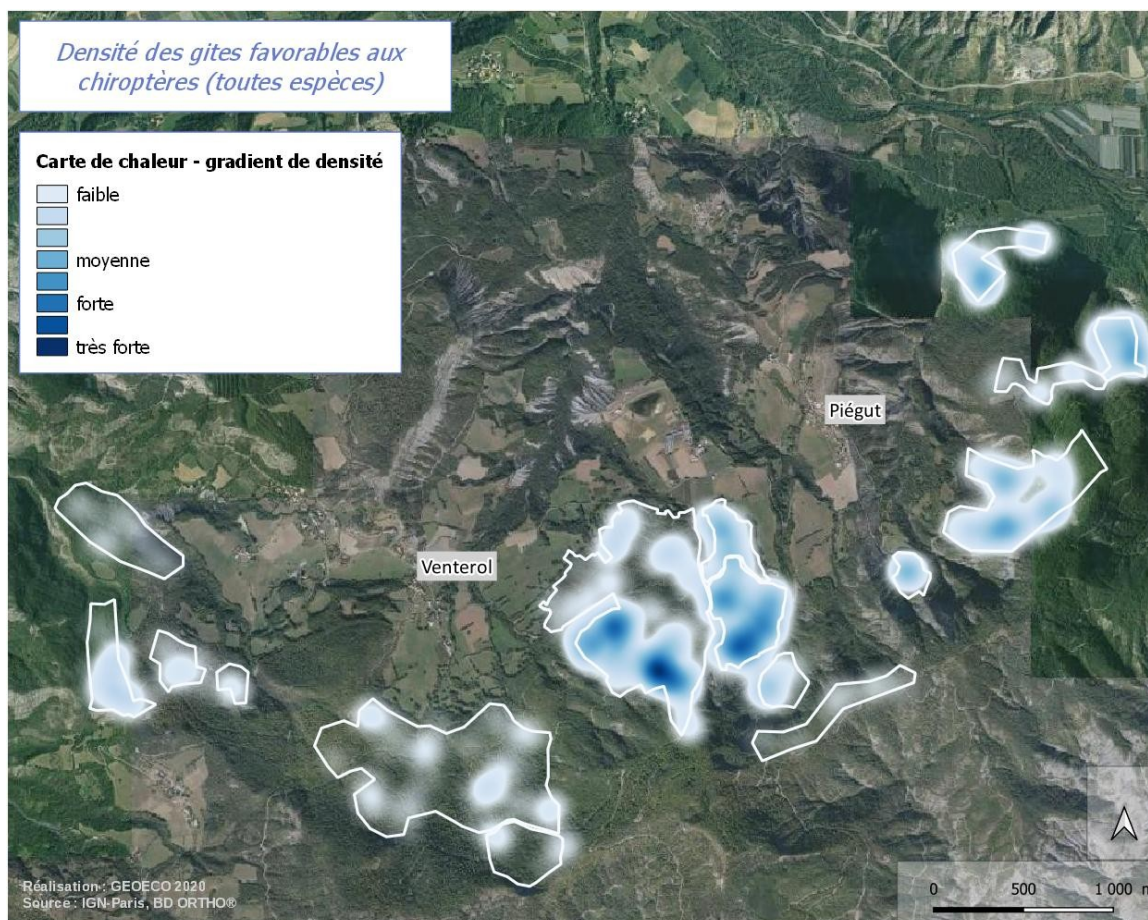 Densité des gites favorables aux
chiroptères (toutes espèces)
Carte de chaleur - gradient de densité
faible
moyenne
forte
très forte
Piégut
Venterol
Réalisation : GEOECO 2020
Source : IGN-Paris, BD ORTHO®
0 500 1 000 m